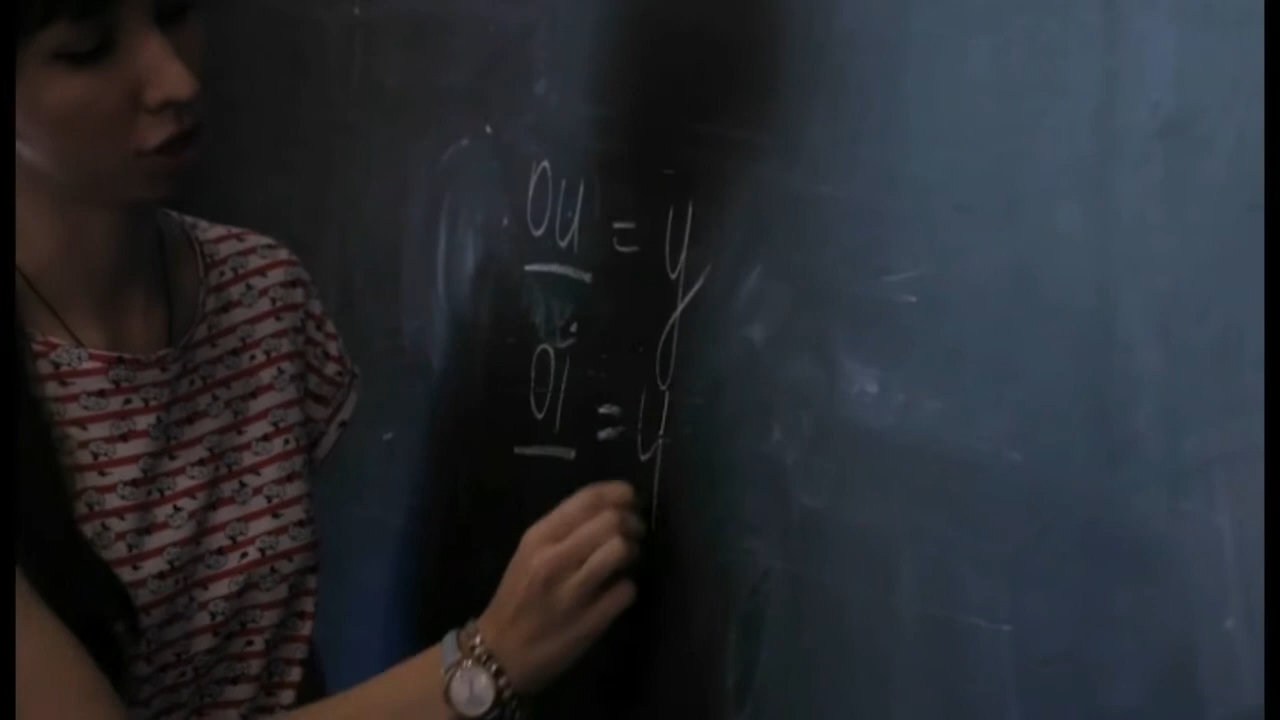 ou = у
oi = у